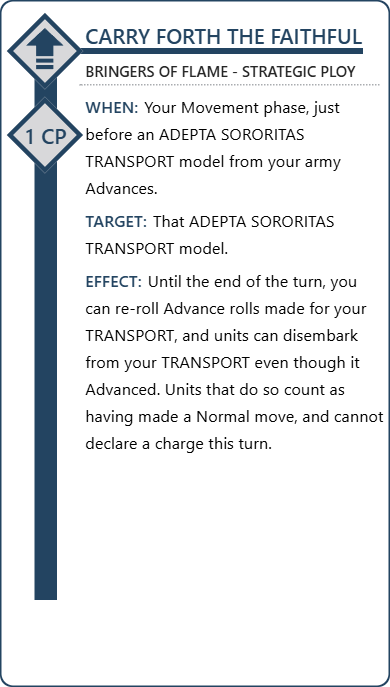 CARRY FORTH THE FAITHFUL
BRINGERS OF FLAME - STRATEGIC PLOY
1 CP
WHEN: Your Movement phase, just
before an ADEPTA SORORITAS
TRANSPORT model from your army
Advances.
TARGET: That ADEPTA SORORITAS
TRANSPORT model.
EFFECT: Until the end of the turn, you
can re-roll Advance rolls made for your
TRANSPORT, and units can disembark
from your TRANSPORT even though it
Advanced. Units that do so count as
having made a Normal move, and cannot
declare a charge this turn.